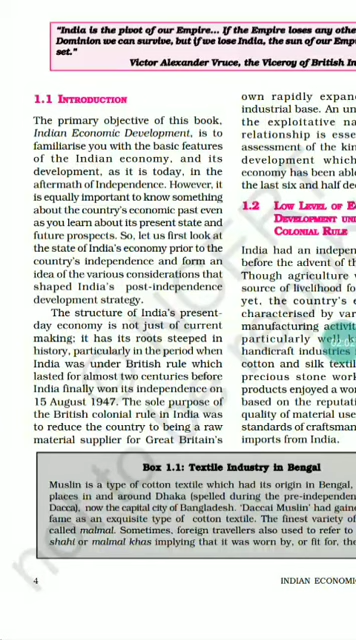 "India is the pivot of our Empire... If the Empire loses any othe
Dominion we can survive, but if we lose India, the sun of our Emp
set."
Victor Alexander Vruce, the Viceroy of British In
1.1 INTRODUCTION
The primary objective of this book,
Indian Economic Development, is to
familiarise you with the basic features
of the Indian economy, and its
development, as it is today, in the
aftermath of Independence. However, it
is equally important to know something
about the country's economic past even
as you learn about its present state and
future prospects. So, let us first look at
the state of India's economy prior to the
country's independence and form an
idea of the various considerations that
shaped India's post-independence
development strategy.
The structure of India's present-
day economy is not just of current
making; it has its roots steeped in
history, particularly in the period when
India was under British rule which
lasted for almost two centuries before
India finally won its independence on
15 August 1947. The sole purpose of
the British colonial rule in India was
to reduce the country to being a raw
material supplier for Great Britain's
own rapidly expan
industrial base. An un
the exploitative na
relationship is esse
assessment of the kin
development which
economy has been able
the last six and half de
1.2 LOW LEVEL OF E
DEVELOPMENT UN
COLONIAL RULE
India had an indepen
before the advent of th
Though agriculture
source of livelihood fo
yet, the country's e
characterised by var
manufacturing activit
particularly well k
handicraft industries
cotton and silk textil
precious stone work
products enjoyed a wor
based on the reputati
quality of material use
standards of craftsman
imports from India.
Box 1.1: Textile Industry in Bengal
Muslin is a type of cotton textile which had its origin in Bengal,
places in and around Dhaka (spelled during the pre-independen
Dacca), now the capital city of Bangladesh. 'Daccai Muslin' had gaine
fame as an exquisite type of cotton textile. The finest variety of
called malmal. Sometimes, foreign travellers also used to refer to
shahi or malmal khas implying that it was worn by, or fit for, the
4
INDIAN ECONOMI